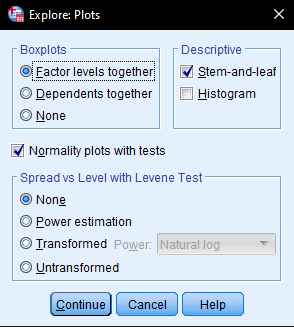 Explore: Plots
Boxplots
Factor levels together
Dependents together
None
Descriptive
Stem-and-leaf
Histogram
Normality plots with tests
Spread vs Level with Levene Test
None
Power estimation
Transformed Power: Natural log
Untransformed
Continue Cancel Help